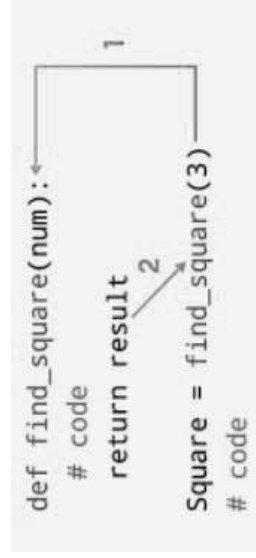 def find_square(num):
    # code
    return result
1
2
Square = find_square(3)
# code